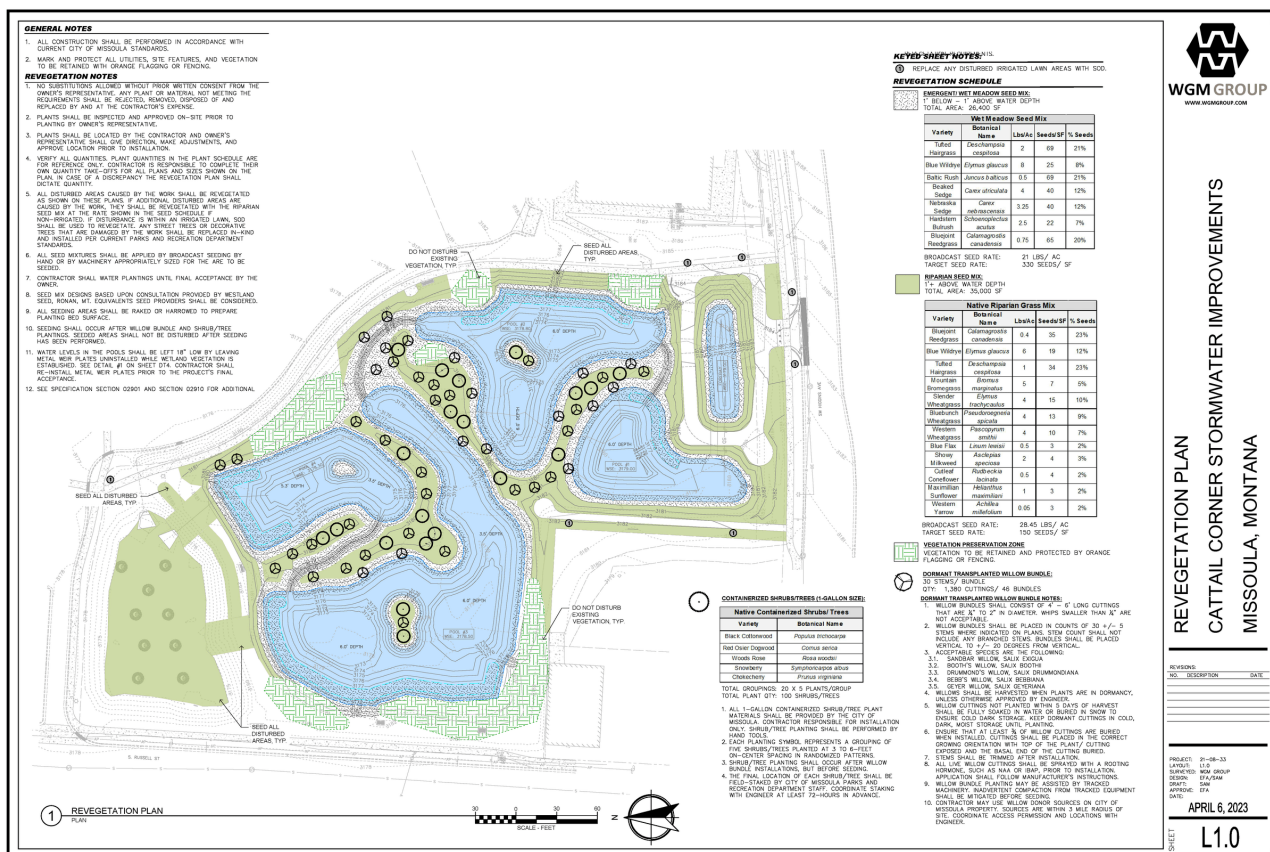 GENERAL NOTES
1. ALL CONSTRUCTION SHALL BE PERFORMED IN ACCORDANCE WITH
CURRENT CITY OF MISSOULA STANDARDS.
2. MARK AND PROTECT ALL UTILITIES, SITE FEATURES, AND VEGETATION
TO BE RETAINED WITH ORANGE FLAGGING OR FENCING.
REVEGETATION NOTES
1. NO SUBSTITUTIONS ALLOWED WITHOUT PRIOR WRITTEN CONSENT FROM THE
OWNER'S REPRESENTATIVE. ANY PLANT OR MATERIAL NOT MEETING THE
REQUIREMENTS SHALL BE REJECTED, REMOVED, DISPOSED OF AND
REPLACED BY AND AT THE CONTRACTOR'S EXPENSE.
2. PLANTS SHALL BE INSPECTED AND APPROVED ON-SITE PRIOR TO
PLANTING BY OWNER'S REPRESENTATIVE.
3. PLANTS SHALL BE LOCATED BY THE CONTRACTOR AND OWNER'S
REPRESENTATIVE SHALL GIVE DIRECTION, MAKE ADJUSTMENTS, AND
APPROVE LOCATION PRIOR TO INSTALLATION.
4. VERIFY ALL QUANTITIES. PLANT QUANTITIES IN THE PLANT SCHEDULE ARE
FOR REFERENCE ONLY. CONTRACTOR IS RESPONSIBLE TO COMPLETE THEIR
OWN QUANTITY TAKE-OFFS FOR ALL PLANTS AND SIZES SHOWN ON THE
PLAN. IN CASE OF A DISCREPANCY THE REVEGETATION PLAN SHALL
DICTATE QUANTITY.
5. ALL DISTURBED AREAS CAUSED BY THE WORK SHALL BE REVEGETATED
AS SHOWN ON THESE PLANS. IF ADDITIONAL DISTURBED AREAS ARE
CAUSED BY THE WORK, THEY SHALL BE REVEGETATED WITH THE RIPARIAN
SEED MIX AT THE RATE SHOWN IN THE SEED SCHEDULE IF
NON-IRRIGATED. IF DISTURBANCE IS WITHIN AN IRRIGATED LAWN, SOD
SHALL BE USED TO REVEGETATE. ANY STREET TREES OR DECORATIVE
TREES THAT ARE DAMAGED BY THE WORK SHALL BE REPLACED IN-KIND
AND INSTALLED PER CURRENT PARKS AND RECREATION DEPARTMENT
STANDARDS.
6. ALL SEED MIXTURES SHALL BE APPLIED BY BROADCAST SEEDING BY
HAND OR BY MACHINERY APPROPRIATELY SIZED FOR THE ARE TO BE
SEEDED.
7. CONTRACTOR SHALL WATER PLANTINGS UNTIL FINAL ACCEPTANCE BY THE
OWNER.
8. SEED MIX DESIGNS BASED UPON CONSULTATION PROVIDED BY WESTLAND
SEED, RONAN, MT. EQUIVALENTS SEED PROVIDERS SHALL BE CONSIDERED.
9. ALL SEEDING AREAS SHALL BE RAKED OR HARROWED TO PREPARE
PLANTING BED SURFACE.
10. SEEDING SHALL OCCUR AFTER WILLOW BUNDLE AND SHRUB/TREE
PLANTINGS. SEEDED AREAS SHALL NOT BE DISTURBED AFTER SEEDING
HAS BEEN PERFORMED.
11. WATER LEVELS IN THE POOLS SHALL BE LEFT 18" LOW BY LEAVING
METAL WEIR PLATES UNINSTALLED WHILE WETLAND VEGETATION IS
ESTABLISHED. SEE DETAIL #1 ON SHEET DT4. CONTRACTOR SHALL
RE-INSTALL METAL WEIR PLATES PRIOR TO THE PROJECT'S FINAL
ACCEPTANCE.
12. SEE SPECIFICATION SECTION 02901 AND SECTION 02910 FOR ADDITIONAL
DO NOT DISTURB
EXISTING
VEGETATION, TYP.
SEED ALL
DISTURBED AREAS,
TYP.
SEED ALL DISTURBED
AREAS, TYP.
DO NOT DISTURB
EXISTING
VEGETATION, TYP.
SEED ALL
DISTURBED
AREAS, TYP.
6.0' DEPTH
6.0' DEPTH
5.3' DEPTH
3.6' DEPTH
6.0' DEPTH
S. RUSSELL ST
1
REVEGETATION PLAN
PLAN
30 0 30 60
SCALE - FEET
N
CONTAINERIZED SHRUBS/TREES (1-GALLON SIZE):
Native Containerized Shrubs/ Trees
Variety Botanical Name
Black Cottonwood Populus trichocarpa
Red Osier Dogwood Cornus serica
Woods Rose Rosa woodsii
Snowberry Symphoricarpos albus
Chokecherry Prunus virginiana
TOTAL GROUPINGS: 20 X 5 PLANTS/GROUP
TOTAL PLANT QTY: 100 SHRUBS/TREES
1. ALL 1-GALLON CONTAINERIZED SHRUB/TREE PLANT
MATERIALS SHALL BE PROVIDED BY THE CITY OF
MISSOULA. CONTRACTOR RESPONSIBLE FOR INSTALLATION
ONLY. SHRUB/TREE PLANTING SHALL BE PERFORMED BY
HAND TOOLS.
2. EACH PLANTING SYMBOL REPRESENTS A GROUPING OF
FIVE SHRUBS/TREES PLANTED AT 3 TO 6-FEET
ON-CENTER SPACING IN RANDOMIZED PATTERNS.
3. SHRUB/TREE PLANTING SHALL OCCUR AFTER WILLOW
BUNDLE INSTALLATIONS, BUT BEFORE SEEDING.
4. THE FINAL LOCATION OF EACH SHRUB/TREE SHALL BE
FIELD-STAKED BY CITY OF MISSOULA PARKS AND
RECREATION DEPARTMENT STAFF. COORDINATE STAKING
WITH ENGINEER AT LEAST 72-HOURS IN ADVANCE.
KEYED SHEET NOTES:
REPLACE ANY DISTURBED IRRIGATED LAWN AREAS WITH SOD.
REVEGETATION SCHEDULE
EMERGENT/ WET MEADOW SEED MIX:
1' BELOW - 1' ABOVE WATER DEPTH
TOTAL AREA: 26,400 SF
Wet Meadow Seed Mix
Variety Botanical Name Lbs/Ac Seeds/SF % Seeds
Tufted Hairgrass Deschampsia cespitosa 2 69 21%
Blue Wildrye Elymus glaucus 8 25 8%
Baltic Rush Juncus balticus 0.5 69 21%
Beaked Sedge Carex utriculata 4 40 12%
Nebraska Sedge Carex nebrascensis 3.25 40 12%
Hardstem Bulrush Schoenoplectus acutus 2.5 22 7%
Bluejoint Reedgrass Calamagrostis canadensis 0.75 65 20%
BROADCAST SEED RATE: 21 LBS/ AC
TARGET SEED RATE: 330 SEEDS/ SF
RIPARIAN SEED MIX:
1'+ ABOVE WATER DEPTH
TOTAL AREA: 35,000 SF
Native Riparian Grass Mix
Variety Botanical Name Lbs/Ac Seeds/SF % Seeds
Bluejoint Reedgrass Calamagrostis canadensis 0.4 35 23%
Blue Wildrye Elymus glaucus 6 19 12%
Tufted Hairgrass Deschampsia cespitosa 1 34 23%
Mountain Bromegrass Bromus marginatus 5 7 5%
Slender Wheatgrass Elymus trachycaulus 4 15 10%
Bluebunch Wheatgrass Pseudoroegneria spicata 4 13 9%
Western Wheatgrass Pascopyrum smithii 4 10 7%
Blue Flax Linum lewisii 0.5 3 2%
Showy Milkweed Asclepias speciosa 2 4 3%
Cutleaf Coneflower Rudbeckia lacinata 0.5 4 2%
Maximillian Sunflower Helianthus maximiliani 1 3 2%
Western Yarrow Achillea millefolium 0.05 3 2%
BROADCAST SEED RATE: 28.45 LBS/ AC
TARGET SEED RATE: 150 SEEDS/ SF
VEGETATION PRESERVATION ZONE
VEGETATION TO BE RETAINED AND PROTECTED BY ORANGE
FLAGGING OR FENCING.
DORMANT TRANSPLANTED WILLOW BUNDLE:
30 STEMS/ BUNDLE
QTY: 1,380 CUTTINGS/ 46 BUNDLES
DORMANT TRANSPLANTED WILLOW BUNDLE NOTES:
1. WILLOW BUNDLES SHALL CONSIST OF 4' - 6' LONG CUTTINGS
THAT ARE TO 2" IN DIAMETER. WHIPS SMALLER THAN ARE
NOT ACCEPTABLE.
2. WILLOW BUNDLES SHALL BE PLACED IN COUNTS OF 30 +/- 5
STEMS WHERE INDICATED ON PLANS. STEM COUNT SHALL NOT
INCLUDE ANY BRANCHED STEMS. BUNDLES SHALL BE PLACED
VERTICAL TO +/- 20 DEGREES FROM VERTICAL.
3. ACCEPTABLE SPECIES ARE THE FOLLOWING:
3.1. SANDBAR WILLOW, SALIX EXIGUA
3.2. BOOTH'S WILLOW, SALIX BOOTHII
3.3. DRUMMOND'S WILLOW, SALIX DRUMMONDIANA
3.4. BEBB'S WILLOW, SALIX BEBBIANA
3.5. GEYER WILLOW, SALIX GEYERIANA
4. WILLOWS SHALL BE HARVESTED WHEN PLANTS ARE IN DORMANCY,
UNLESS OTHERWISE APPROVED BY ENGINEER.
5. WILLOW CUTTINGS NOT PLANTED WITHIN 5 DAYS OF HARVEST
SHALL BE FULLY SOAKED IN WATER OR BURIED IN SNOW TO
ENSURE COLD DARK STORAGE. KEEP DORMANT CUTTINGS IN COLD,
DARK, MOIST STORAGE UNTIL PLANTING.
6. ENSURE THAT AT LEAST OF WILLOW CUTTINGS ARE BURIED
WHEN INSTALLED. CUTTINGS SHALL BE PLACED IN THE CORRECT
GROWING ORIENTATION WITH TOP OF THE PLANT/ CUTTING
EXPOSED AND THE BASAL END OF THE CUTTING BURIED.
7. STEMS SHALL BE TRIMMED AFTER INSTALLATION.
8. ALL LIVE WILLOW CUTTINGS SHALL BE SPRAYED WITH A ROOTING
HORMONE, SUCH AS NAA OR IBAP, PRIOR TO INSTALLATION.
APPLICATION SHALL FOLLOW MANUFACTURER'S INSTRUCTIONS.
9. WILLOW BUNDLE PLANTING MAY BE ASSISTED BY TRACKED
MACHINERY. INADVERTENT COMPACTION FROM TRACKED EQUIPMENT
SHALL BE MITIGATED BEFORE SEEDING.
10. CONTRACTOR MAY USE WILLOW DONOR SOURCES ON CITY OF
MISSOULA PROPERTY. SOURCES ARE WITHIN 3 MILE RADIUS OF
SITE. COORDINATE ACCESS PERMISSION AND LOCATIONS WITH
ENGINEER.
WGM GROUP
WWW.WGMGROUP.COM
REVEGETATION PLAN
CATTAIL CORNER STORMWATER IMPROVEMENTS
MISSOULA, MONTANA
REVISIONS:
NO. DESCRIPTION DATE
PROJECT: 21-08-33
LAYOUT: L1.0
SURVEYED: WGM GROUP
DESIGN: EFA/SAM
DRAFT: SAM
APPROVE: EFA
DATE:
APRIL 6, 2023
SHEET
L1.0